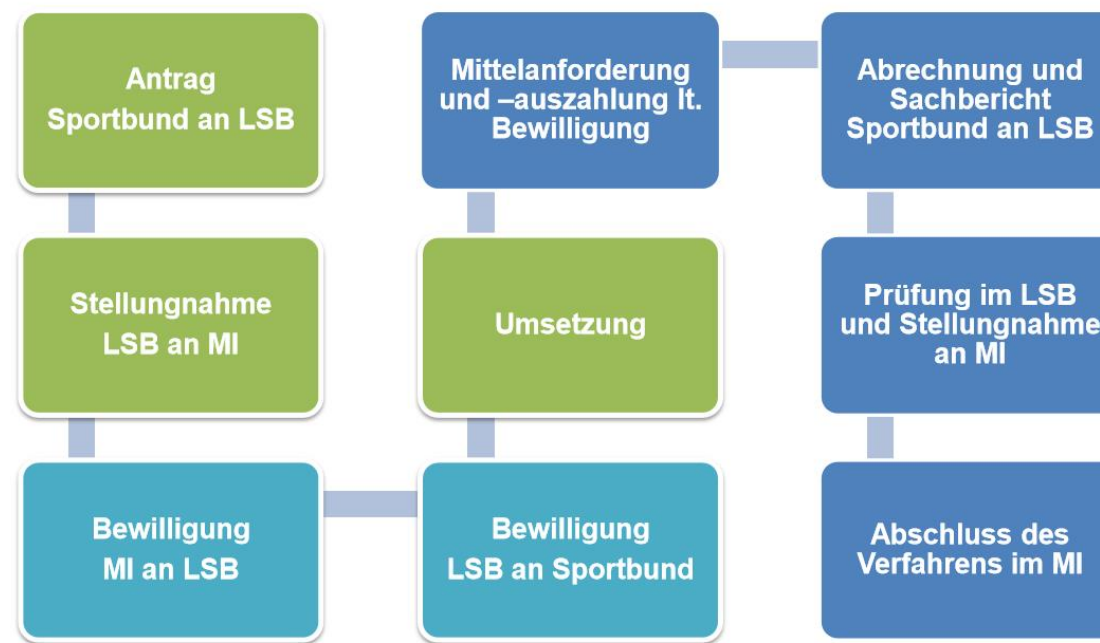 Antrag
Sportbund an LSB
Stellungnahme
LSB an MI
Bewilligung
MI an LSB
Bewilligung
LSB an Sportbund
Umsetzung
Mittelanforderung
und –auszahlung lt.
Bewilligung
Abrechnung und
Sachbericht
Sportbund an LSB
Prüfung im LSB
und Stellungnahme
an MI
Abschluss des
Verfahrens im MI